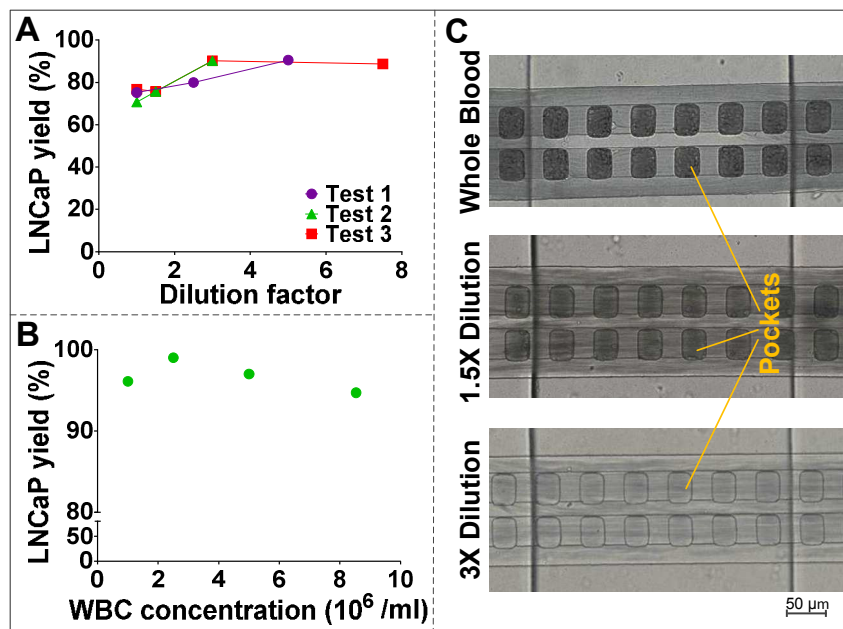 A
LNCaP yield (%)
100
80
60
40
20
0
0 2 4 6 8
Dilution factor
Test 1
Test 2
Test 3
B
LNCaP yield (%)
100
90
80
50
0
0 2 4 6 8 10
WBC concentration (10⁶ /ml)
C
Whole Blood
1.5X Dilution
3X Dilution
Pockets
50 µm